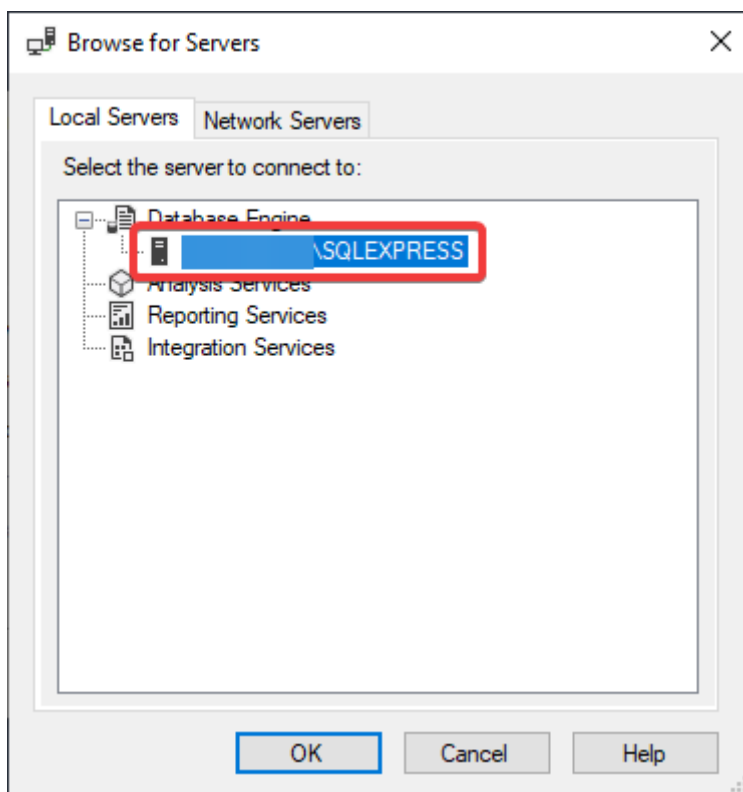 Browse for Servers
Local Servers
Network Servers
Select the server to connect to:
Database Engine
\SQLEXPRESS
Analysis Services
Reporting Services
Integration Services
OK
Cancel
Help